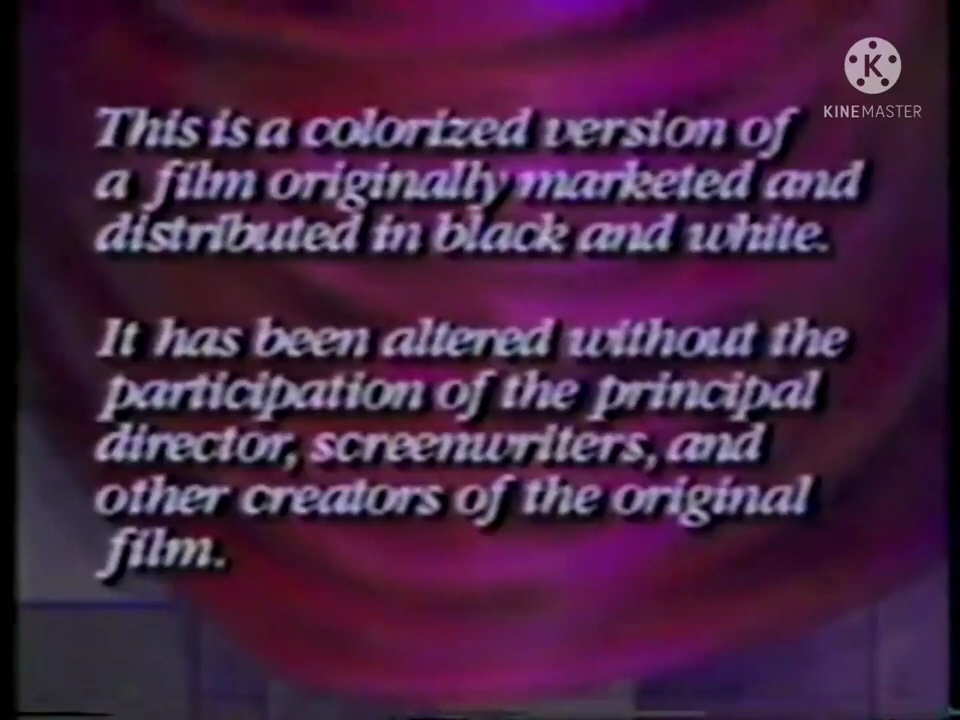 K
KINEMASTER
This is a colorized version of
a film originally marketed and
distributed in black and white.
It has been altered without the
participation of the principal
director, screenwriters, and
other creators of the original
film.